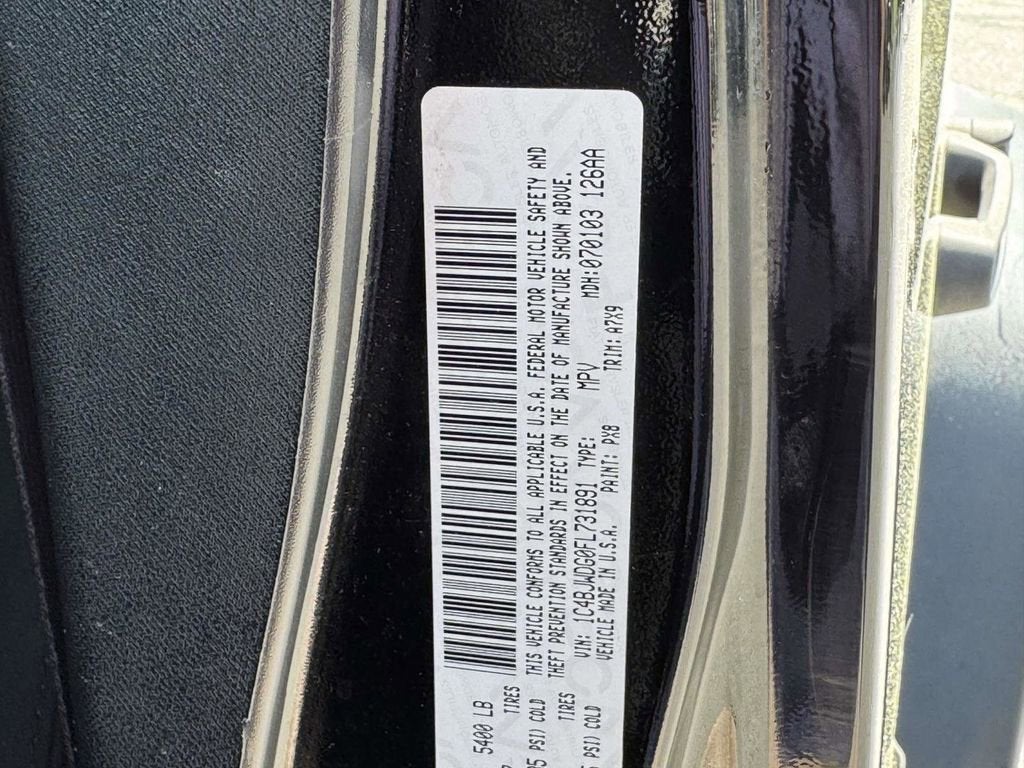 5400 LB
TIRES
PSI) COLD
THIS VEHICLE CONFORMS TO ALL APPLICABLE U.S.A. FEDERAL MOTOR VEHICLE SAFETY AND
THEFT PREVENTION STANDARDS IN EFFECT ON THE DATE OF MANUFACTURE SHOWN ABOVE.
TIRES
VIN: 1C4BJWDG0FL731891 TYPE: MPV MDH:070103 126AA
PSI) COLD
VEHICLE MADE IN U.S.A. PAINT: PX8 TRIM: A7X9